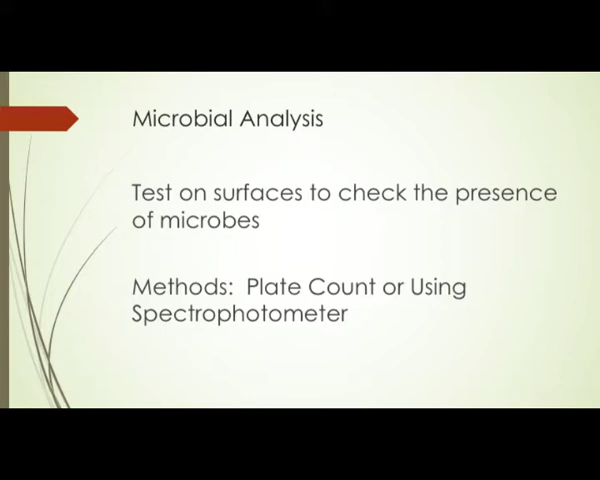 Microbial Analysis
Test on surfaces to check the presence
of microbes
Methods:  Plate Count or Using
Spectrophotometer